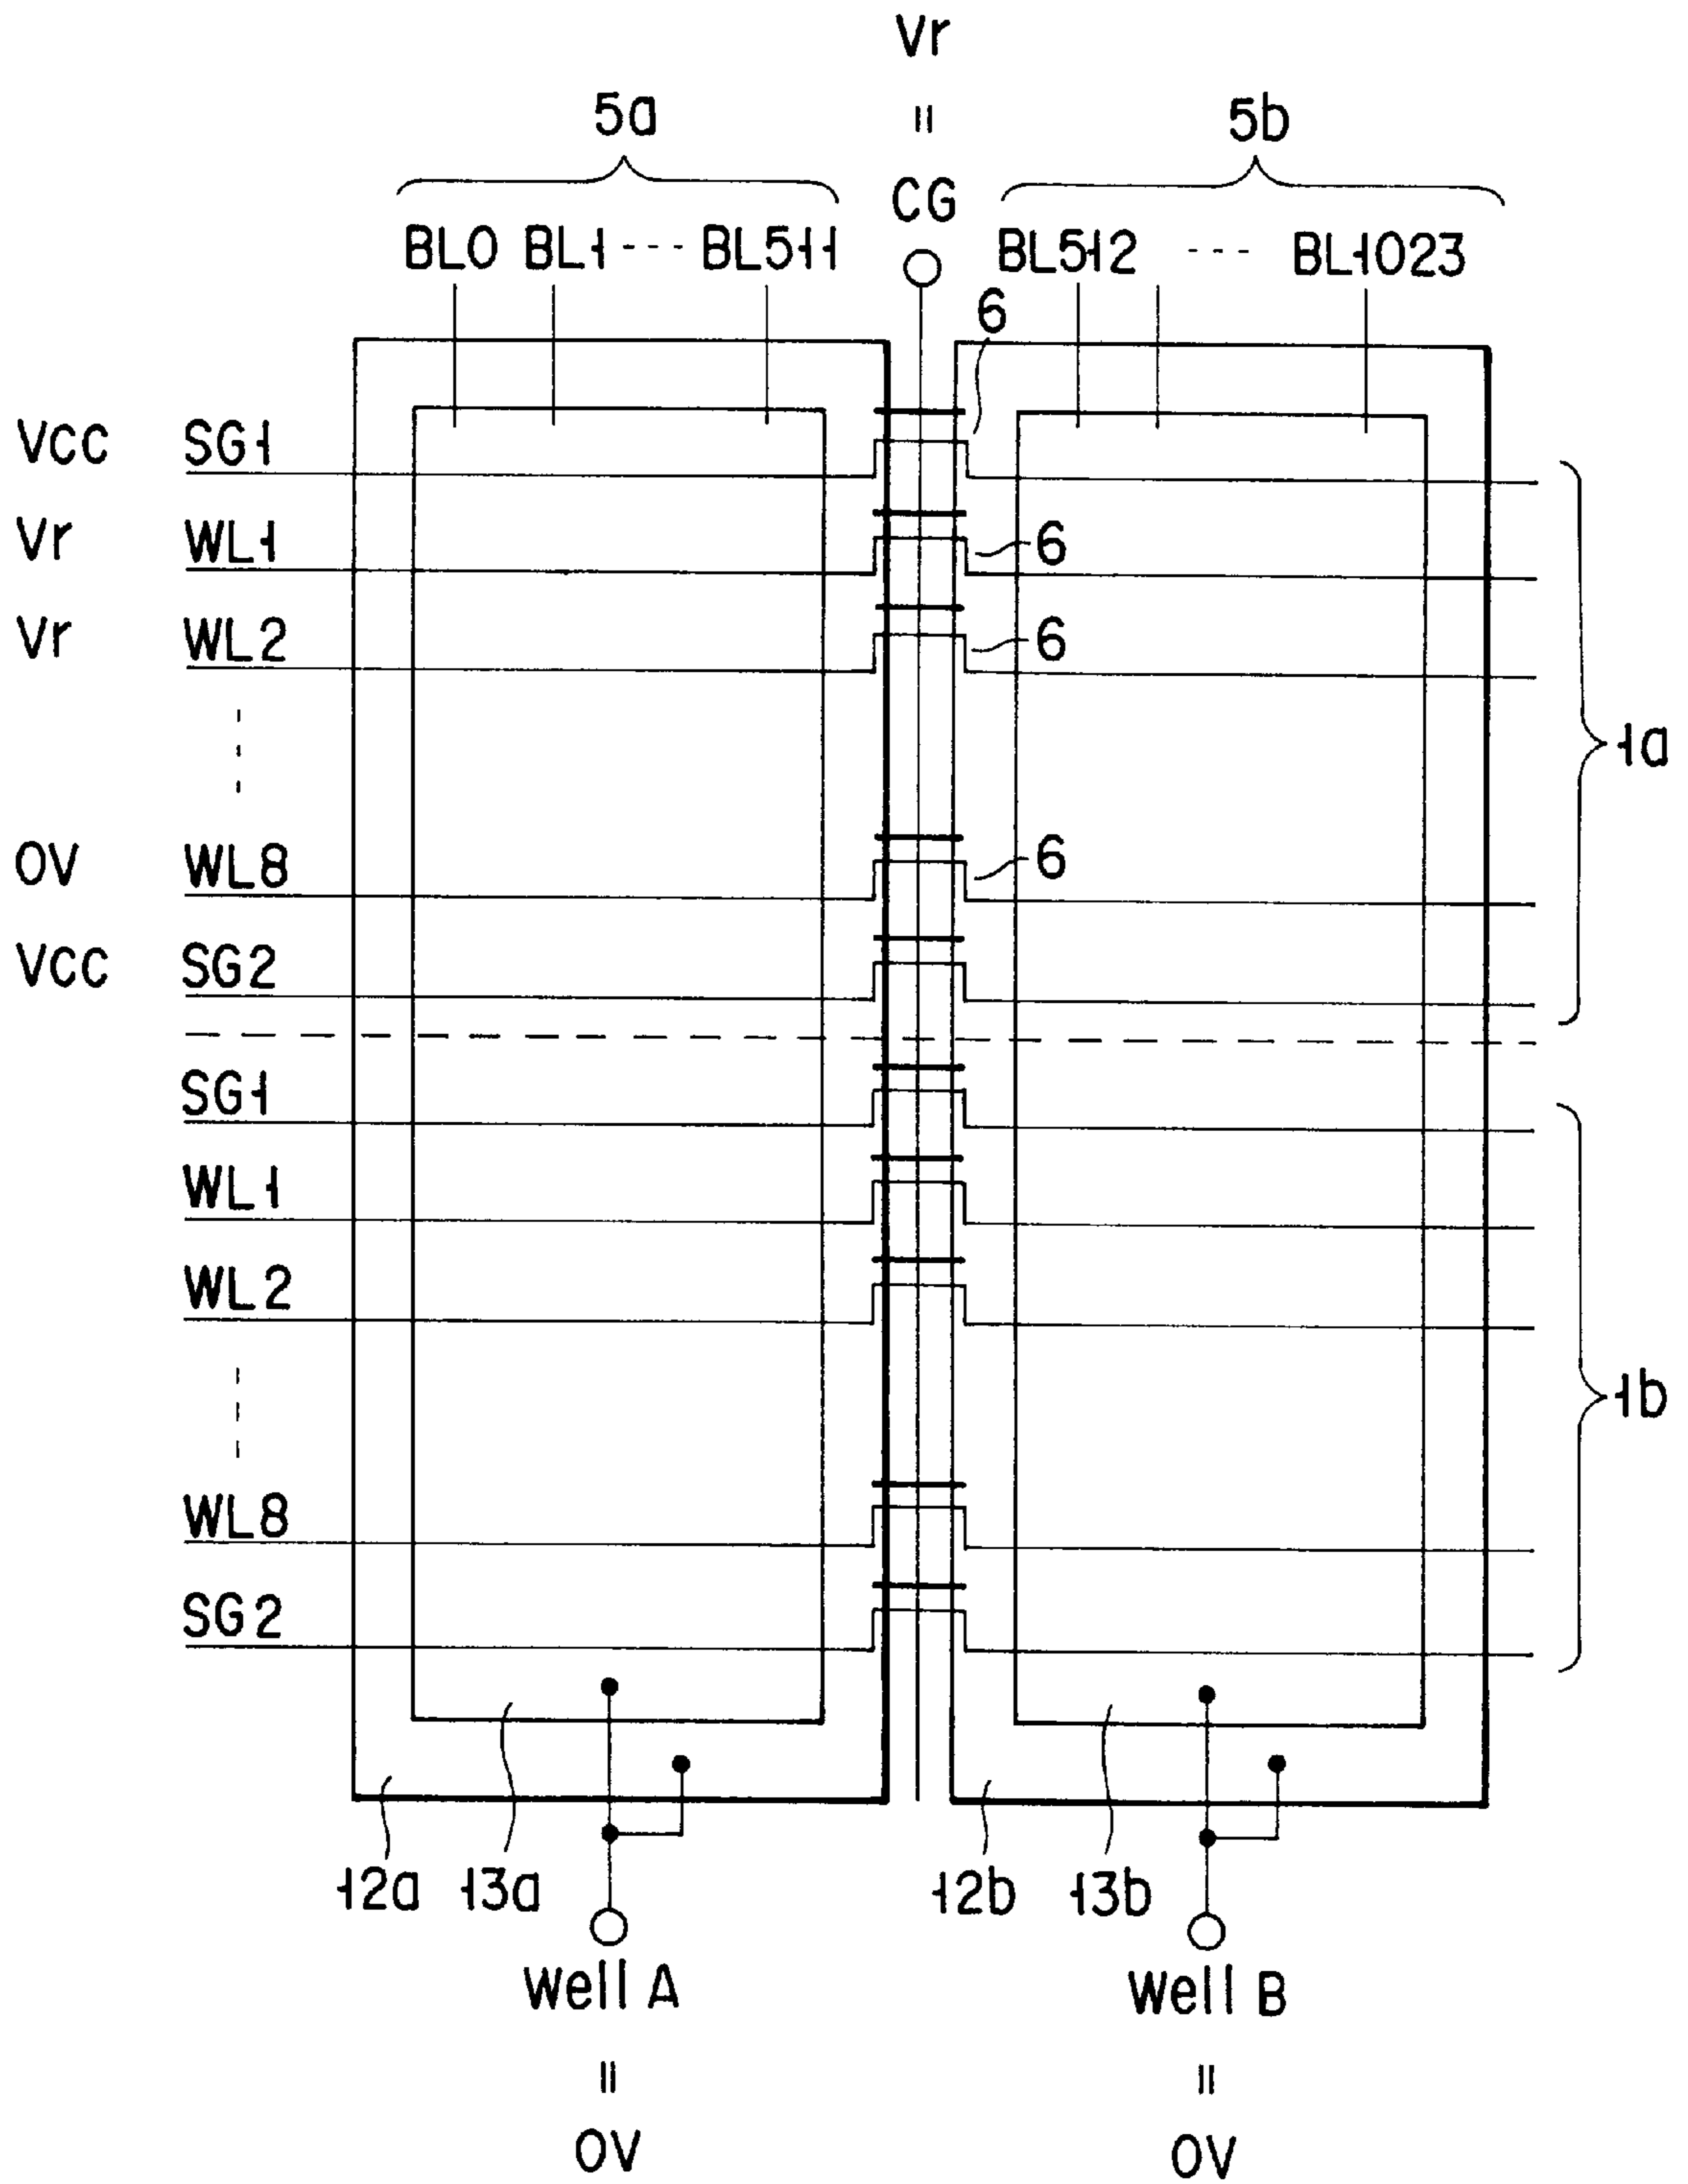 Vr
=
5a
CG
5b
BL0 BL1 --- BL511
BL512 --- BL1023
6
VCC SG1
Vr WL1 6
Vr WL2 6
1a
0V WL8 6
VCC SG2
SG1
WL1
WL2
1b
WL8
SG2
12a 13a 12b 13b
Well A Well B
= =
0V 0V